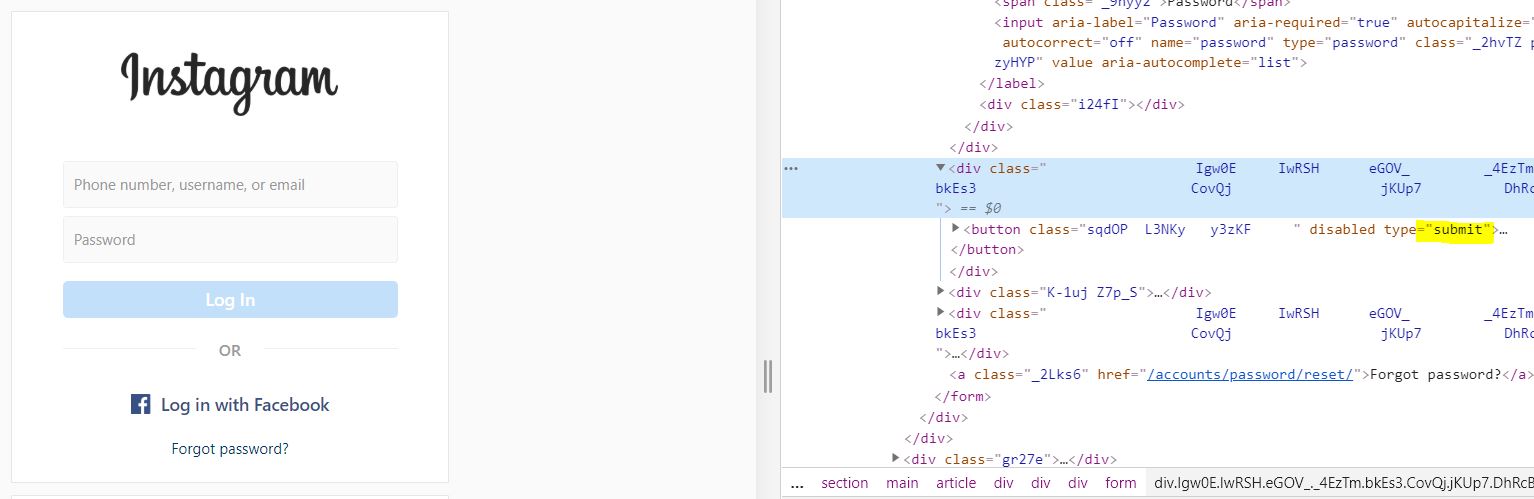 Instagram
Phone number, username, or email
Password
Log In
OR
Log in with Facebook
Forgot password?
<span class="_9nyy2">Password</span>
<input aria-label="Password" aria-required="true" autocapitalize=
autocorrect="off" name="password" type="password" class="_2hvTZ p
zyHYP" value aria-autocomplete="list">
</label>
<div class="i24fI"></div>
</div>
</div>
... <div class=" Igw0E IwRSH eGOV_ _4EzTm
bkEs3 CovQj jKUp7 DhRc
"> == $0
<button class="sqdOP L3NKy y3zKF " disabled type="submit">…
</button>
</div>
<div class="K-1uj Z7p_S">…</div>
<div class=" Igw0E IwRSH eGOV_ _4EzTm
bkEs3 CovQj jKUp7 DhRc
">…</div>
<a class="_2Lks6" href="/accounts/password/reset/">Forgot password?</a>
</form>
</div>
</div>
<div class="gr27e">…</div>
... section main article div div div form div.Igw0E.IwRSH.eGOV_._4EzTm.bkEs3.CovQj.jKUp7.DhRcB